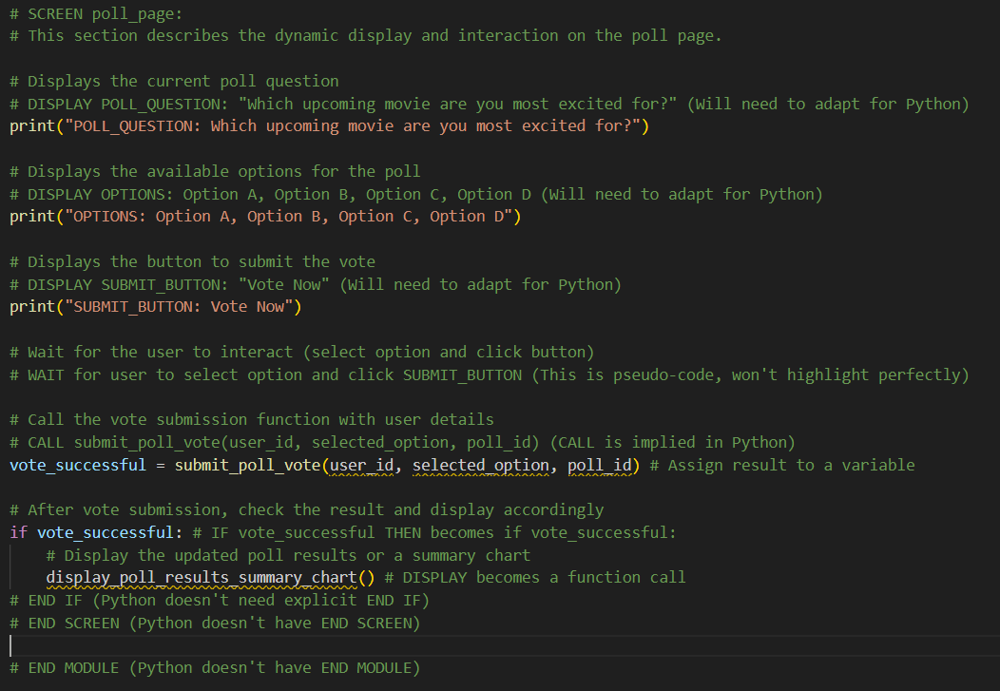 # SCREEN poll_page:
# This section describes the dynamic display and interaction on the poll page.
# Displays the current poll question
# DISPLAY POLL_QUESTION: "Which upcoming movie are you most excited for?" (Will need to adapt for Python)
print("POLL_QUESTION: Which upcoming movie are you most excited for?")
# Displays the available options for the poll
# DISPLAY OPTIONS: Option A, Option B, Option C, Option D (Will need to adapt for Python)
print("OPTIONS: Option A, Option B, Option C, Option D")
# Displays the button to submit the vote
# DISPLAY SUBMIT_BUTTON: "Vote Now" (Will need to adapt for Python)
print("SUBMIT_BUTTON: Vote Now")
# Wait for the user to interact (select option and click button)
# WAIT for user to select option and click SUBMIT_BUTTON (This is pseudo-code, won't highlight perfectly)
# Call the vote submission function with user details
# CALL submit_poll_vote(user_id, selected_option, poll_id) (CALL is implied in Python)
vote_successful = submit_poll_vote(user_id, selected_option, poll_id) # Assign result to a variable
# After vote submission, check the result and display accordingly
if vote_successful: # IF vote_successful THEN becomes if vote_successful:
    # Display the updated poll results or a summary chart
    display_poll_results_summary_chart() # DISPLAY becomes a function call
# END IF (Python doesn't need explicit END IF)
# END SCREEN (Python doesn't have END SCREEN)
# END MODULE (Python doesn't have END MODULE)